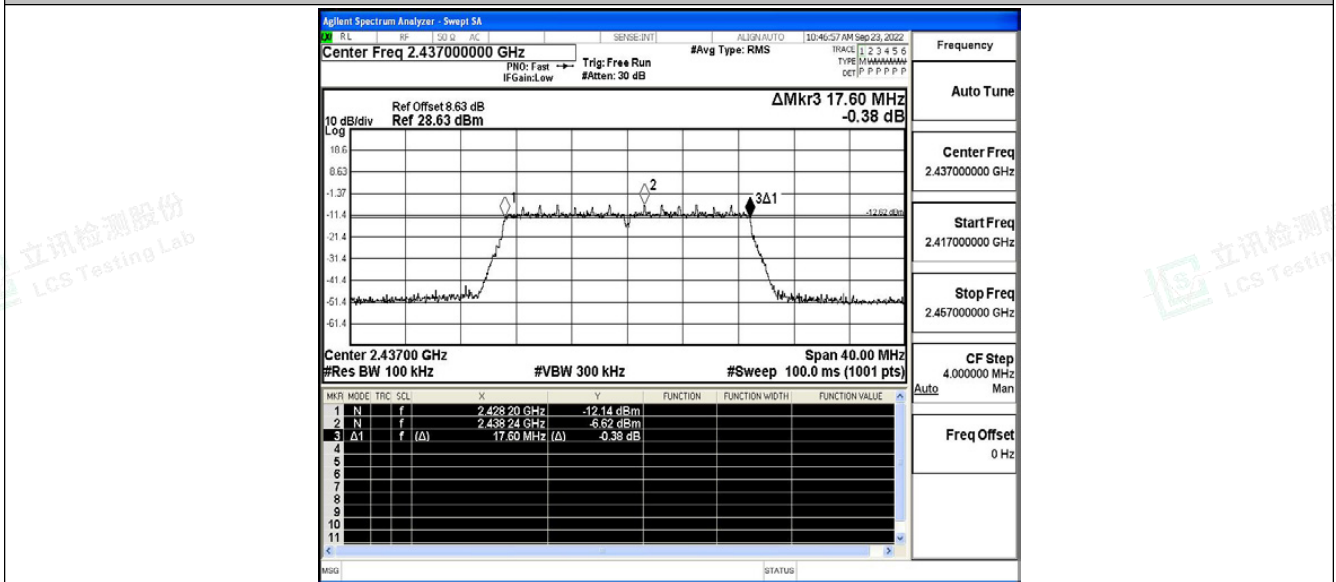 Agilent Spectrum Analyzer - Swept SA
RL RF 50 Ω AC SENSE:INT ALIGNAUTO 10:46:57 AM Sep 23, 2022
Center Freq 2.437000000 GHz
PNO: Fast
IFGain:Low
Trig: Free Run
#Atten: 30 dB
#Avg Type: RMS
TRACE 1 2 3 4 5 6
TYPE M
DET P P P P P P
Frequency
Auto Tune
Center Freq
2.437000000 GHz
Start Freq
2.417000000 GHz
Stop Freq
2.457000000 GHz
CF Step
4.000000 MHz
Auto Man
Freq Offset
0 Hz
ΔMkr3 17.60 MHz
-0.38 dB
Ref Offset 8.63 dB
10 dB/div Ref 28.63 dBm
Log
18.6
8.63
-1.37
-11.4
-21.4
-31.4
-41.4
-51.4
-61.4
1
2
3Δ1
-12.62 dBm
Center 2.43700 GHz Span 40.00 MHz
#Res BW 100 kHz #VBW 300 kHz #Sweep 100.0 ms (1001 pts)
MKR MODE TRC SCL X Y FUNCTION FUNCTION WIDTH FUNCTION VALUE
1 N f 2.428 20 GHz -12.14 dBm
2 N f 2.438 24 GHz -6.62 dBm
3 Δ1 f (Δ) 17.60 MHz (Δ) -0.38 dB
4
5
6
7
8
9
10
11
MSG STATUS
立讯检测股份
LCS Testing Lab
立讯检测
LCS Testin